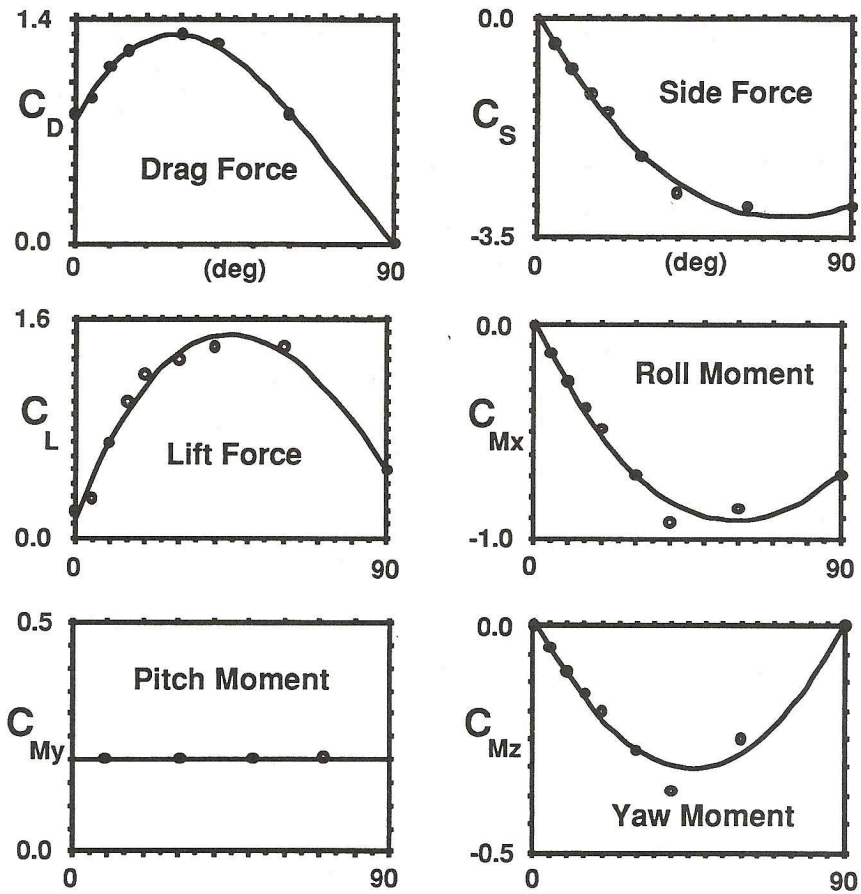 1.4
C D
Drag Force
0.0
0
(deg)
90
0.0
C S
Side Force
-3.5
0
(deg)
90
1.6
C L
Lift Force
0.0
0
90
0.0
C Mx
Roll Moment
-1.0
0
90
0.5
C My
Pitch Moment
0.0
0
90
0.0
C Mz
Yaw Moment
-0.5
0
90